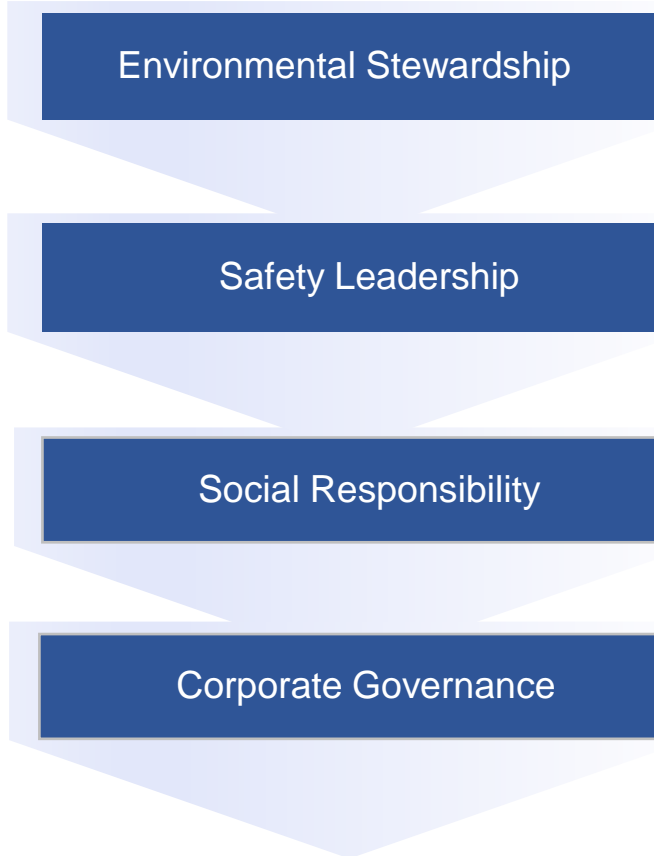 Environmental Stewardship
Safety Leadership
Social Responsibility
Corporate Governance